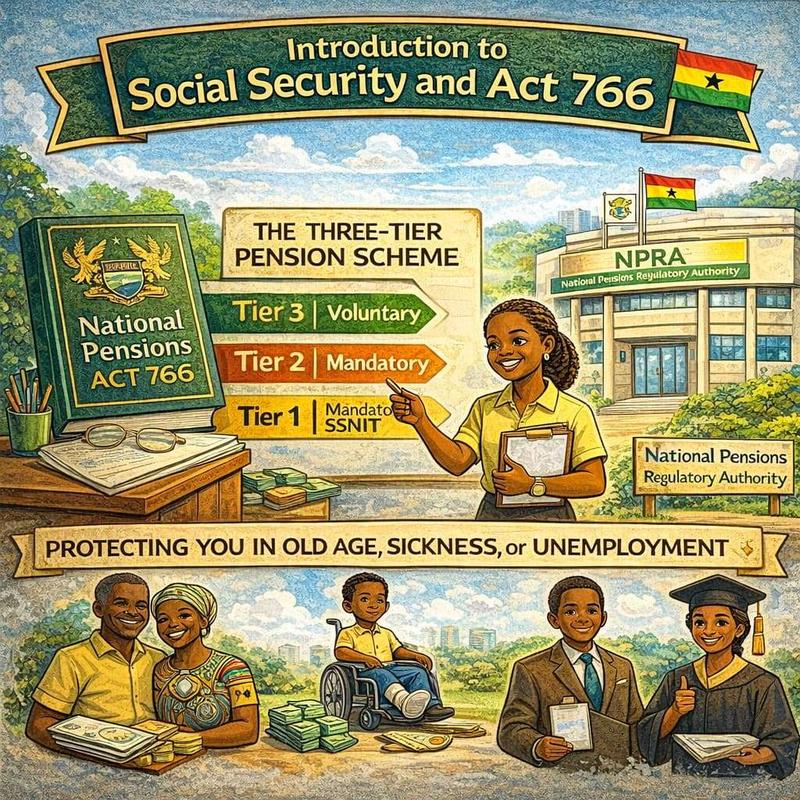 Introduction to
Social Security and Act 766
THE THREE-TIER
PENSION SCHEME
Tier 3 | Voluntary
Tier 2 | Mandatory
Tier 1 | Mandato
SSNIT
National
Pensions
ACT 766
NPRA
National Pensions Regulatory Authority
National Pensions
Regulatory Authority
PROTECTING YOU IN OLD AGE, SICKNESS, or UNEMPLOYMENT